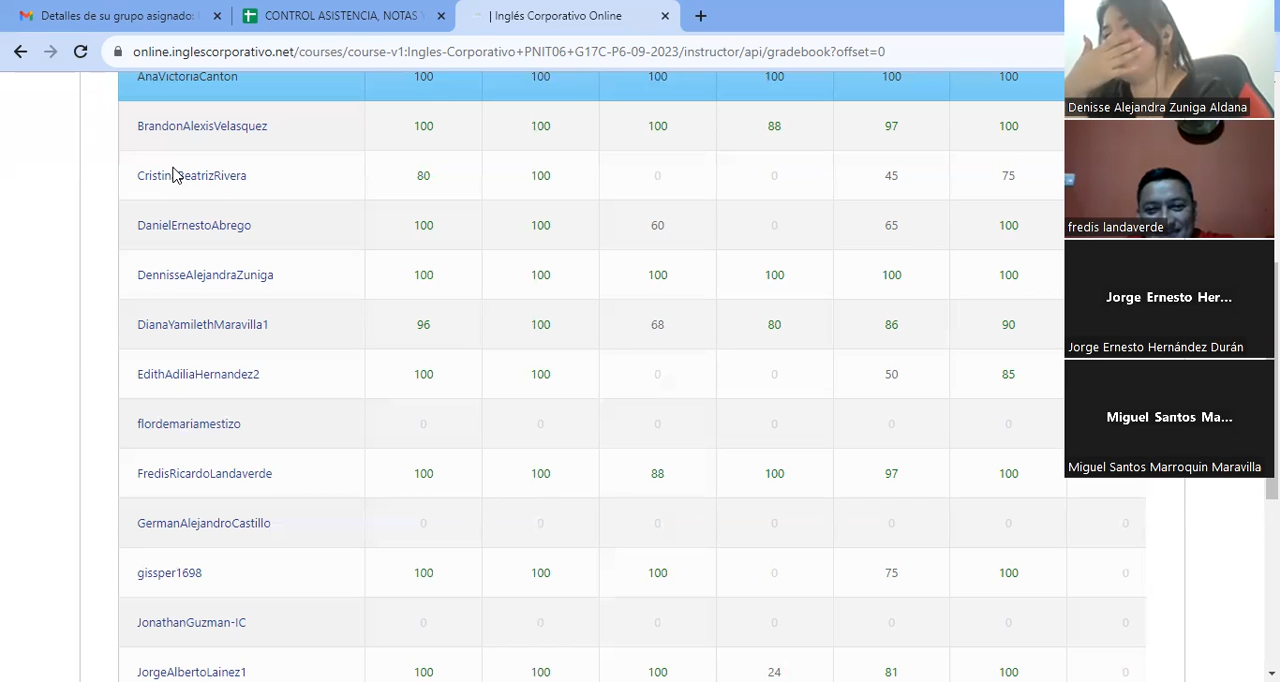 Detalles de su grupo asignado: × CONTROL ASISTENCIA, NOTAS Y × | Inglés Corporativo Online × +
online.inglescorporativo.net/courses/course-v1:Ingles-Corporativo+PNIT06+G17C-P6-09-2023/instructor/api/gradebook?offset=0
AnaVictoriaCanton 100 100 100 100 100 100
BrandonAlexisVelasquez 100 100 100 88 97 100
CristinaBeatrizRivera 80 100 0 0 45 75
DanielErnestoAbrego 100 100 60 0 65 100
DennisseAlejandraZuniga 100 100 100 100 100 100
DianaYamilethMaravilla1 96 100 68 80 86 90
EdithAdiliaHernandez2 100 100 0 0 50 85
flordemariamestizo 0 0 0 0 0 0
FredisRicardoLandaverde 100 100 88 100 97 100
GermanAlejandroCastillo 0 0 0 0 0 0 0
gissper1698 100 100 100 0 75 100 0
JonathanGuzman-IC 0 0 0 0 0 0 0
JorgeAlbertoLainez1 100 100 100 24 81 100 0
Denisse Alejandra Zuniga Aldana
fredis landaverde
Jorge Ernesto Her...
Jorge Ernesto Hernández Durán
Miguel Santos Ma...
Miguel Santos Marroquin Maravilla